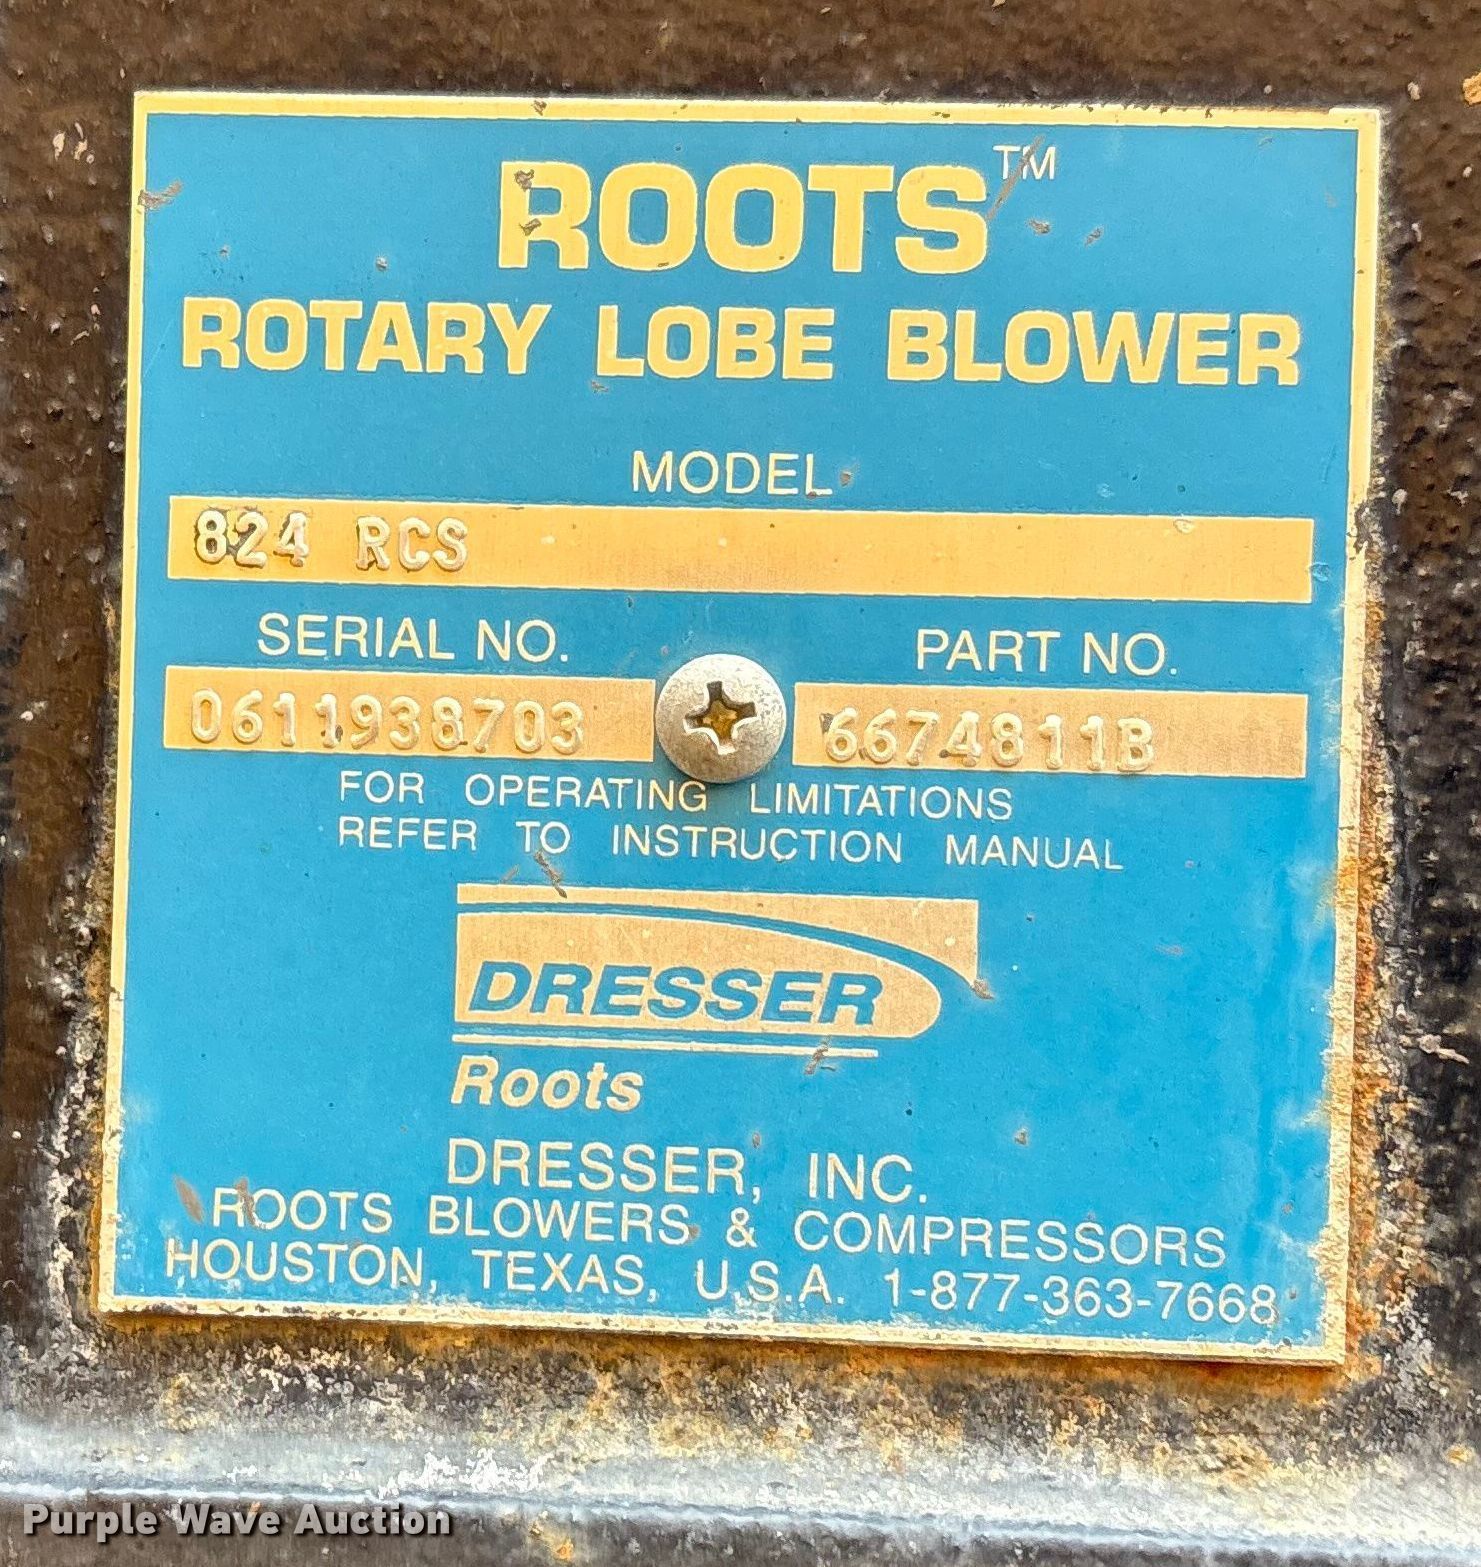 ROOTS™
ROTARY LOBE BLOWER
MODEL
824 RCS
SERIAL NO. PART NO.
0611938703 6674811B
FOR OPERATING LIMITATIONS
REFER TO INSTRUCTION MANUAL
DRESSER
Roots
DRESSER, INC.
ROOTS BLOWERS & COMPRESSORS
HOUSTON, TEXAS, U.S.A. 1-877-363-7668
Purple Wave Auction